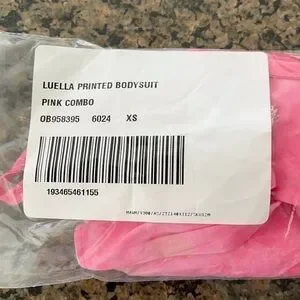 LUELLA PRINTED BODYSUIT
PINK COMBO
OB958395 6024 XS
193465461155